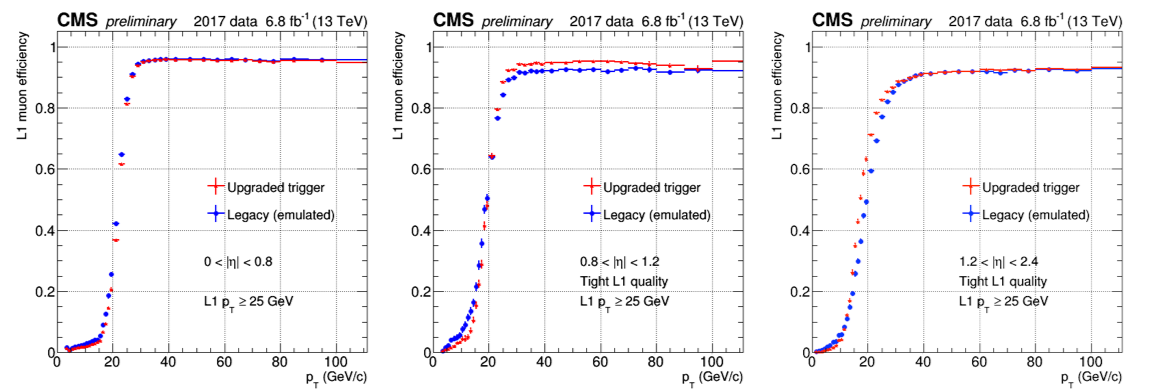 CMS preliminary 2017 data 6.8 fb⁻¹ (13 TeV)
L1 muon efficiency
1
0.8
0.6
0.4
0.2
0
Upgraded trigger
Legacy (emulated)
0 < |η| < 0.8
L1 p_T ≥ 25 GeV
0 20 40 60 80 100
p_T (GeV/c)
CMS preliminary 2017 data 6.8 fb⁻¹ (13 TeV)
L1 muon efficiency
1
0.8
0.6
0.4
0.2
0
Upgraded trigger
Legacy (emulated)
0.8 < |η| < 1.2
Tight L1 quality
L1 p_T ≥ 25 GeV
0 20 40 60 80 100
p_T (GeV/c)
CMS preliminary 2017 data 6.8 fb⁻¹ (13 TeV)
L1 muon efficiency
1
0.8
0.6
0.4
0.2
0
Upgraded trigger
Legacy (emulated)
1.2 < |η| < 2.4
Tight L1 quality
L1 p_T ≥ 25 GeV
0 20 40 60 80 100
p_T (GeV/c)